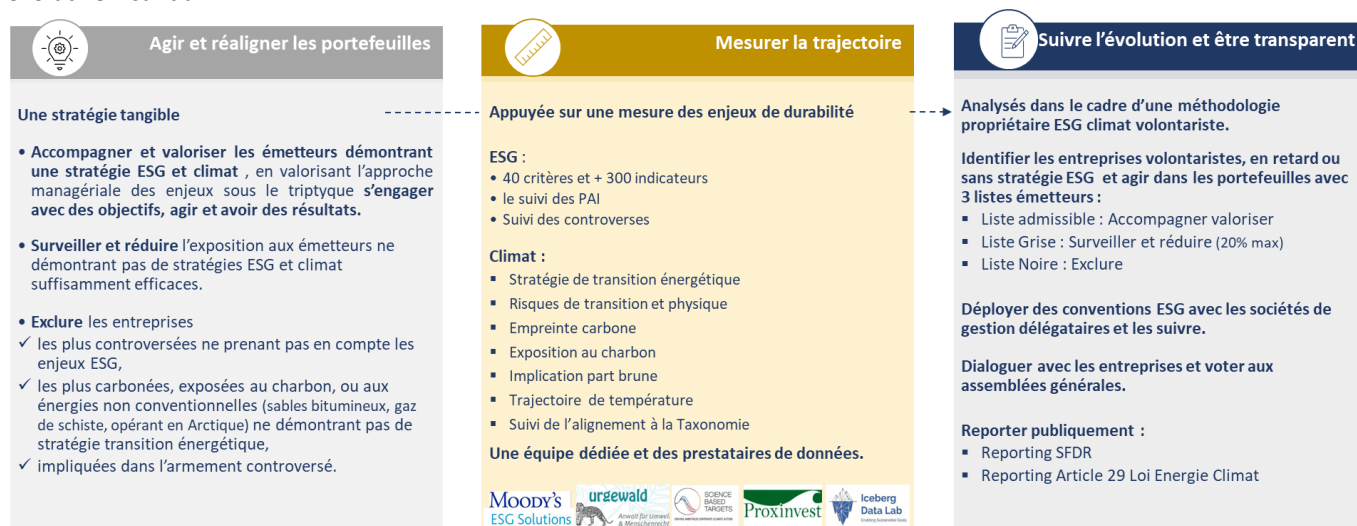 Agir et réaligner les portefeuilles
Une stratégie tangible
• Accompagner et valoriser les émetteurs démontrant
une stratégie ESG et climat , en valorisant l'approche
managériale des enjeux sous le triptyque s'engager
avec des objectifs, agir et avoir des résultats.
• Surveiller et réduire l'exposition aux émetteurs ne
démontrant pas de stratégies ESG et climat
suffisamment efficaces.
• Exclure les entreprises
✓ les plus controversées ne prenant pas en compte les
enjeux ESG,
✓ les plus carbonées, exposées au charbon, ou aux
énergies non conventionnelles (sables bitumineux, gaz
de schiste, opérant en Arctique) ne démontrant pas de
stratégie transition énergétique,
✓ impliquées dans l'armement controversé.
Mesurer la trajectoire
Appuyée sur une mesure des enjeux de durabilité
ESG :
• 40 critères et + 300 indicateurs
• le suivi des PAI
• Suivi des controverses
Climat :
▪ Stratégie de transition énergétique
▪ Risques de transition et physique
▪ Empreinte carbone
▪ Exposition au charbon
▪ Implication part brune
▪ Trajectoire de température
▪ Suivi de l'alignement à la Taxonomie
Une équipe dédiée et des prestataires de données.
MOODY'S
ESG Solutions
urgewald
Anwalt für Umwelt
& Menschenrecht
SCIENCE
BASED
TARGETS
Proxinvest
Iceberg
Data Lab
Suivre l'évolution et être transparent
Analysés dans le cadre d'une méthodologie
propriétaire ESG climat volontariste.
Identifier les entreprises volontaristes, en retard ou
sans stratégie ESG et agir dans les portefeuilles avec
3 listes émetteurs :
▪ Liste admissible : Accompagner valoriser
▪ Liste Grise : Surveiller et réduire (20% max)
▪ Liste Noire : Exclure
Déployer des conventions ESG avec les sociétés de
gestion délégataires et les suivre.
Dialoguer avec les entreprises et voter aux
assemblées générales.
Reporter publiquement :
▪ Reporting SFDR
▪ Reporting Article 29 Loi Energie Climat